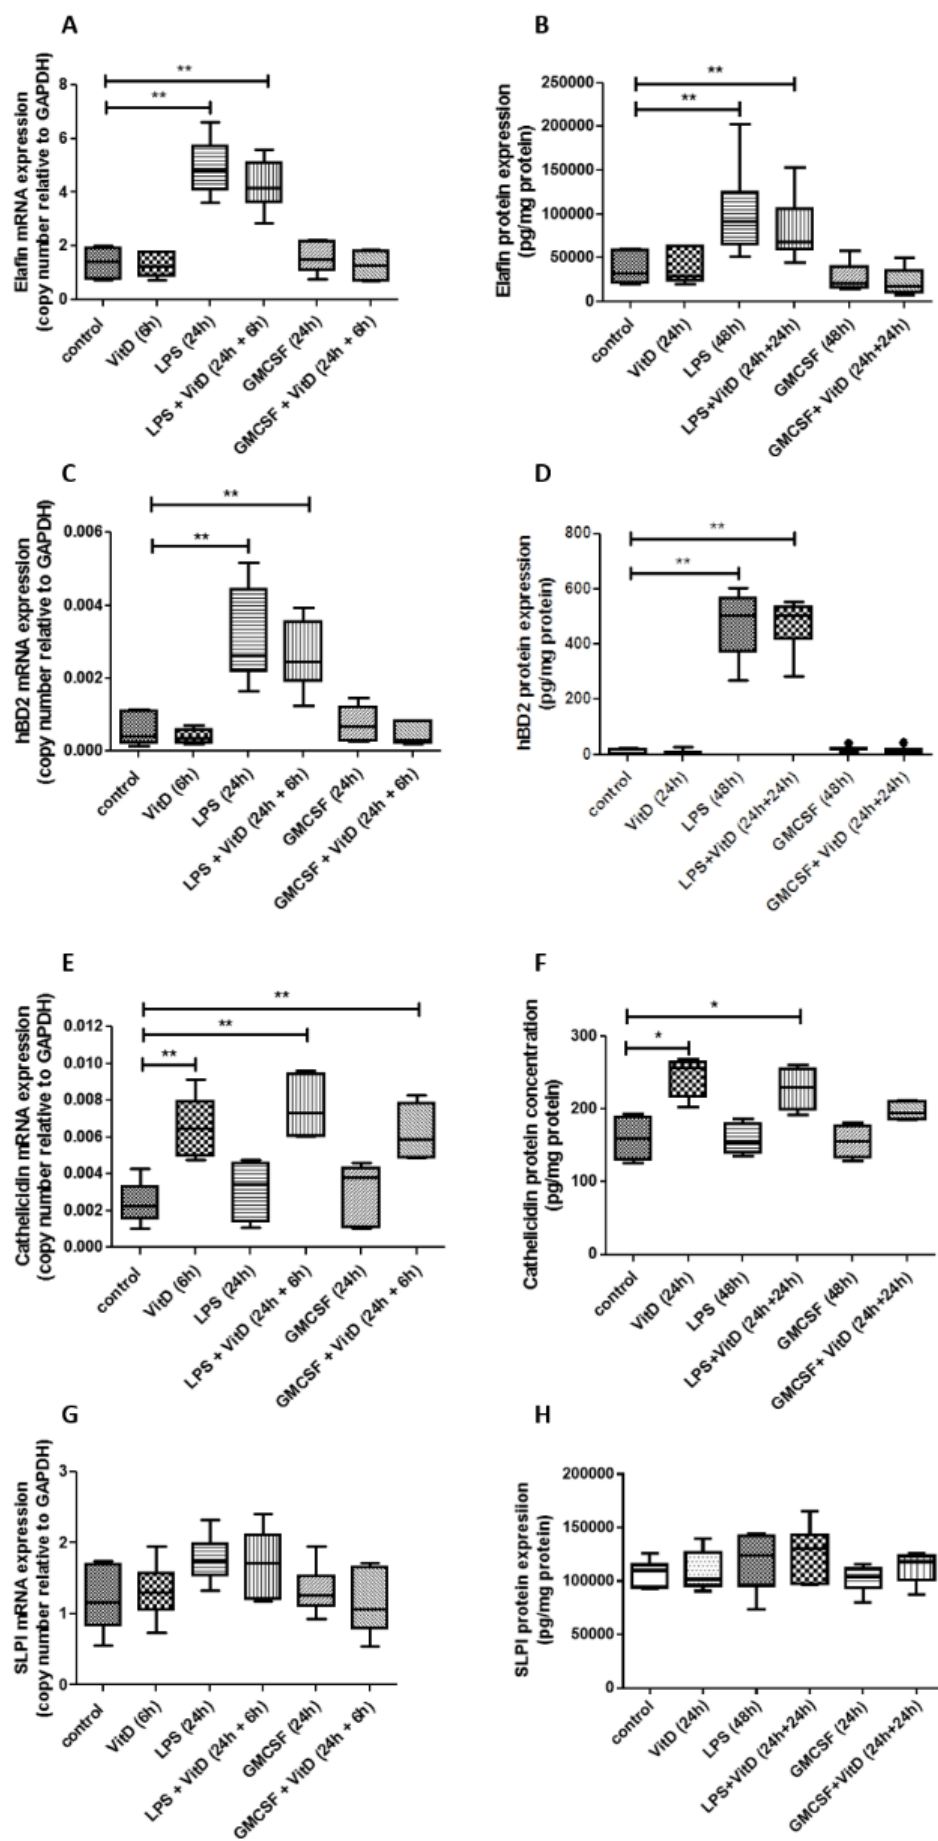 A
Elafin mRNA expression
(copy number relative to GAPDH)
8
6
4
2
0
**
**
control
VitD (6h)
LPS (24h)
LPS + VitD (24h + 6h)
GMCSF (24h)
GMCSF + VitD (24h + 6h)
B
Elafin protein expression
(pg/mg protein)
250000
200000
150000
100000
50000
0
**
**
control
VitD (24h)
LPS (48h)
LPS+VitD (24h+24h)
GMCSF (48h)
GMCSF+ VitD (24h+24h)
C
hBD2 mRNA expression
(copy number relative to GAPDH)
0.006
0.004
0.002
0.000
**
**
control
VitD (6h)
LPS (24h)
LPS + VitD (24h + 6h)
GMCSF (24h)
GMCSF + VitD (24h + 6h)
D
hBD2 protein expression
(pg/mg protein)
800
600
400
200
0
**
**
control
VitD (24h)
LPS (48h)
LPS+VitD (24h+24h)
GMCSF (48h)
GMCSF+ VitD (24h+24h)
E
Cathelicidin mRNA expression
(copy number relative to GAPDH)
0.012
0.010
0.008
0.006
0.004
0.002
0.000
**
**
**
control
VitD (6h)
LPS (24h)
LPS + VitD (24h + 6h)
GMCSF (24h)
GMCSF + VitD (24h + 6h)
F
Cathelicidin protein concentration
(pg/mg protein)
300
200
100
0
*
*
control
VitD (24h)
LPS (48h)
LPS+VitD (24h+24h)
GMCSF (48h)
GMCSF+ VitD (24h+24h)
G
SLPI mRNA expression
(copy number relative to GAPDH)
3
2
1
0
control
VitD (6h)
LPS (24h)
LPS + VitD (24h + 6h)
GMCSF (24h)
GMCSF + VitD (24h + 6h)
H
SLPI protein expresiion
(pg/mg protein)
200000
150000
100000
50000
0
control
VitD (24h)
LPS (48h)
LPS+VitD (24h+24h)
GMCSF (24h)
GMCSF+VitD (24h+24h)